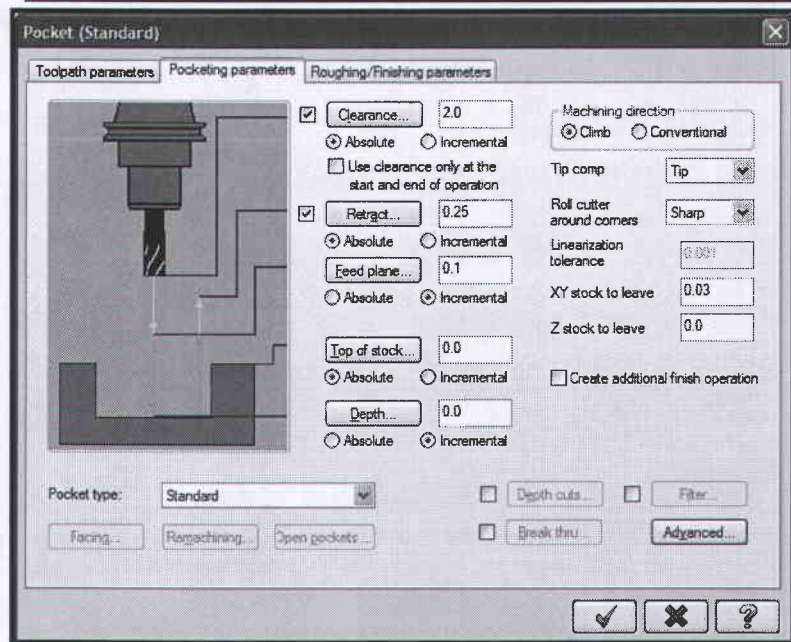 Pocket (Standard)
Toolpath parameters Pocketing parameters Roughing/Finishing parameters
Clearance... 2.0
Absolute Incremental
Use clearance only at the
start and end of operation
Retract... 0.25
Absolute Incremental
Feed plane... 0.1
Absolute Incremental
Top of stock... 0.0
Absolute Incremental
Depth... 0.0
Absolute Incremental
Machining direction
Climb Conventional
Tip comp Tip
Roll cutter
around corners Sharp
Linearization
tolerance 0.001
XY stock to leave 0.03
Z stock to leave 0.0
Create additional finish operation
Pocket type: Standard
Facing... Remachining... Open pockets...
Depth cuts... Filter...
Break thru... Advanced...